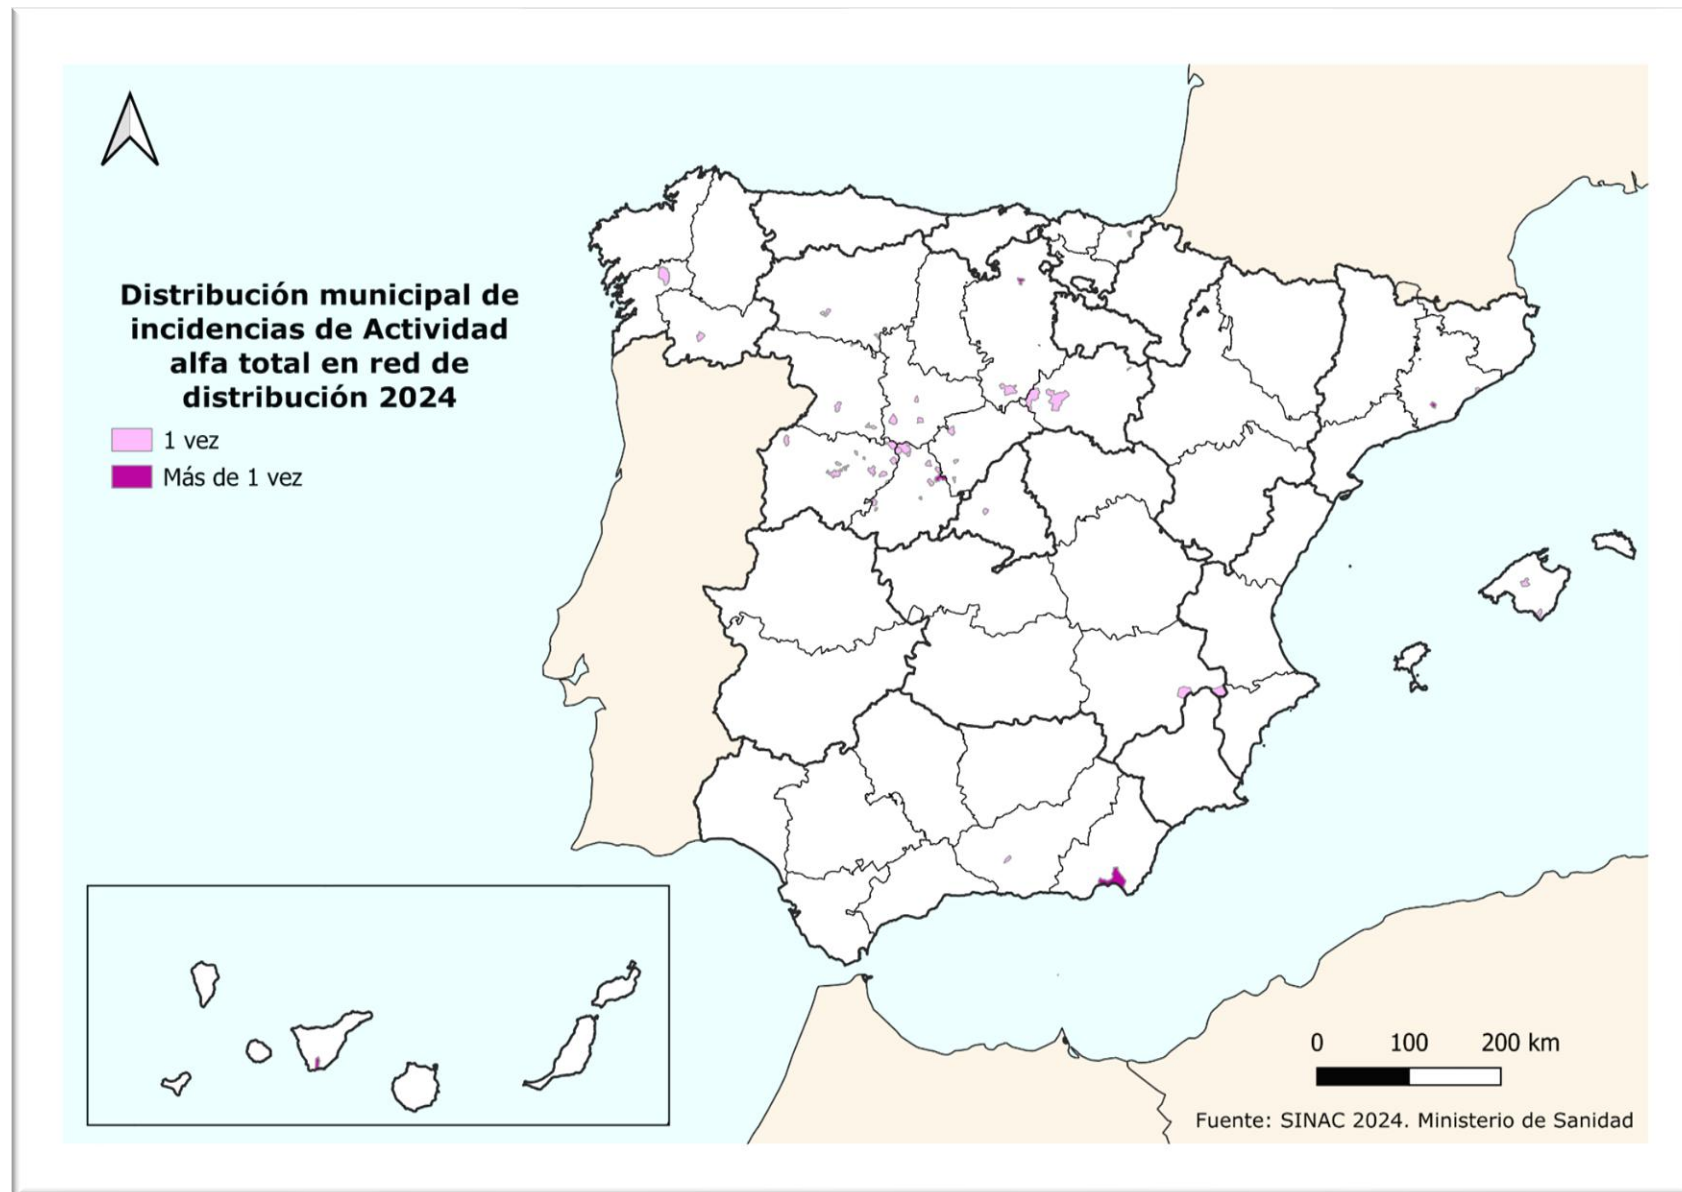 Distribución municipal de
incidencias de Actividad
alfa total en red de
distribución 2024
1 vez
Más de 1 vez
0 100 200 km
Fuente: SINAC 2024. Ministerio de Sanidad